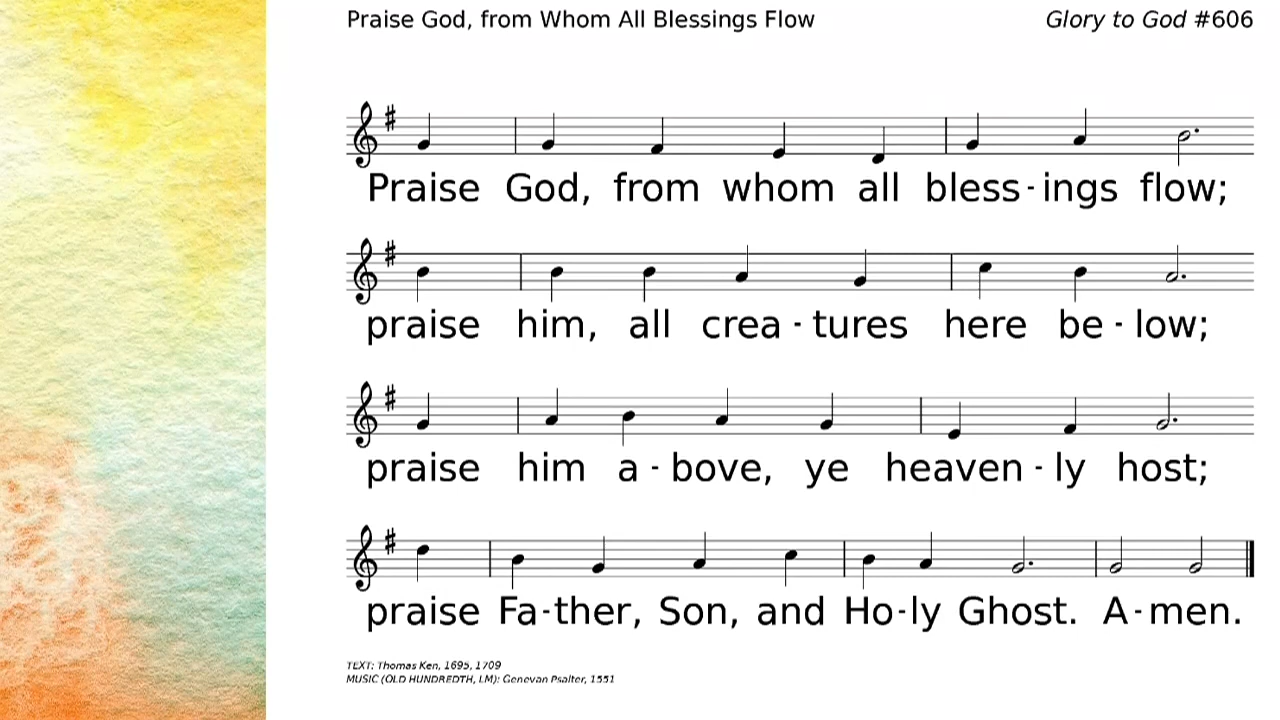 Praise God, from Whom All Blessings Flow
Glory to God #606
Praise God, from whom all bless-ings flow;
praise him, all crea-tures here be-low;
praise him a-bove, ye heaven-ly host;
praise Fa-ther, Son, and Ho-ly Ghost. A-men.
TEXT: Thomas Ken, 1695, 1709
MUSIC (OLD HUNDREDTH, LM): Genevan Psalter, 1551